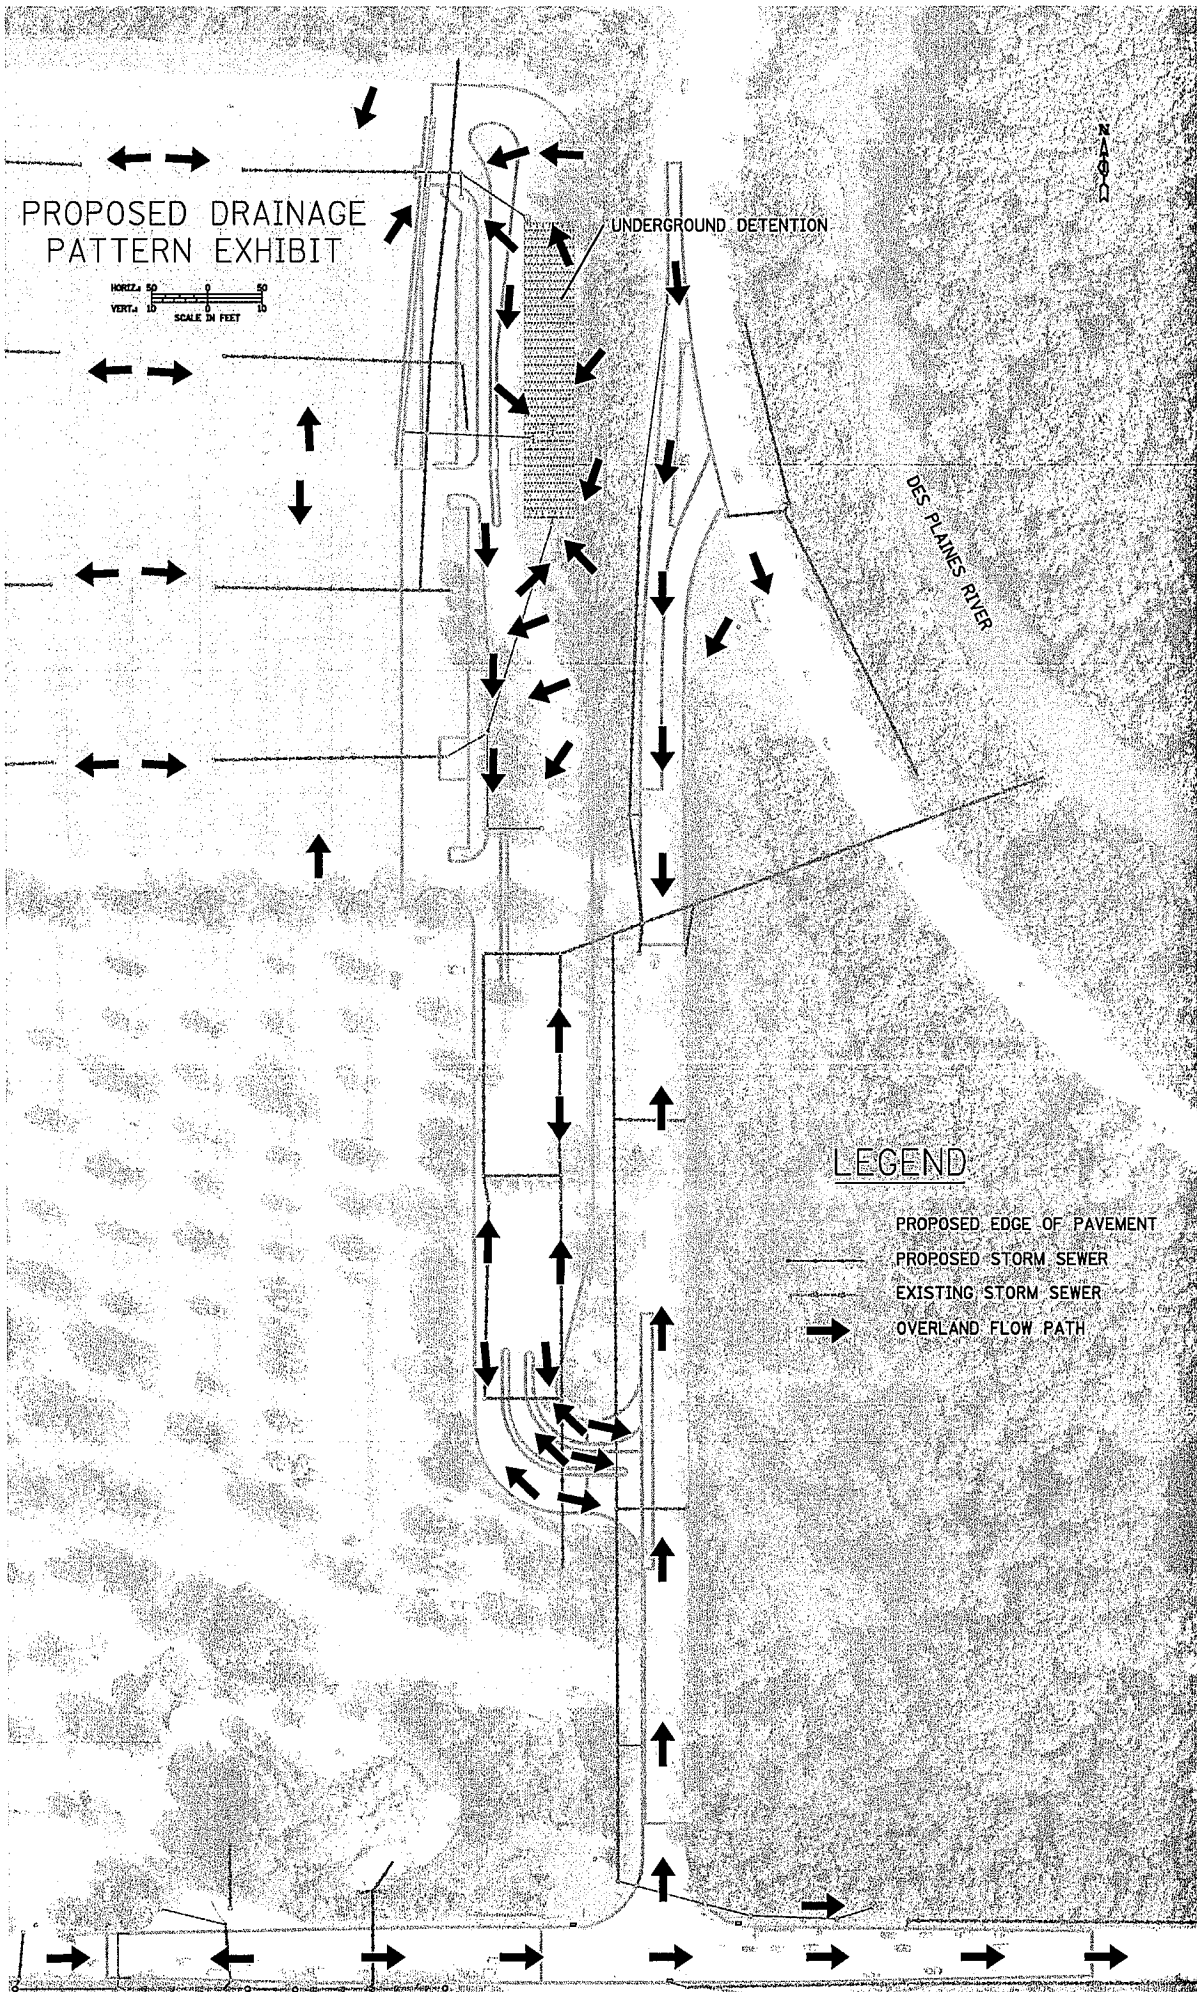 PROPOSED DRAINAGE
PATTERN EXHIBIT
HORIZ.: 50 0 50
VERT.: 10 0 10
SCALE IN FEET
UNDERGROUND DETENTION
DES PLAINES RIVER
LEGEND
PROPOSED EDGE OF PAVEMENT
PROPOSED STORM SEWER
EXISTING STORM SEWER
OVERLAND FLOW PATH